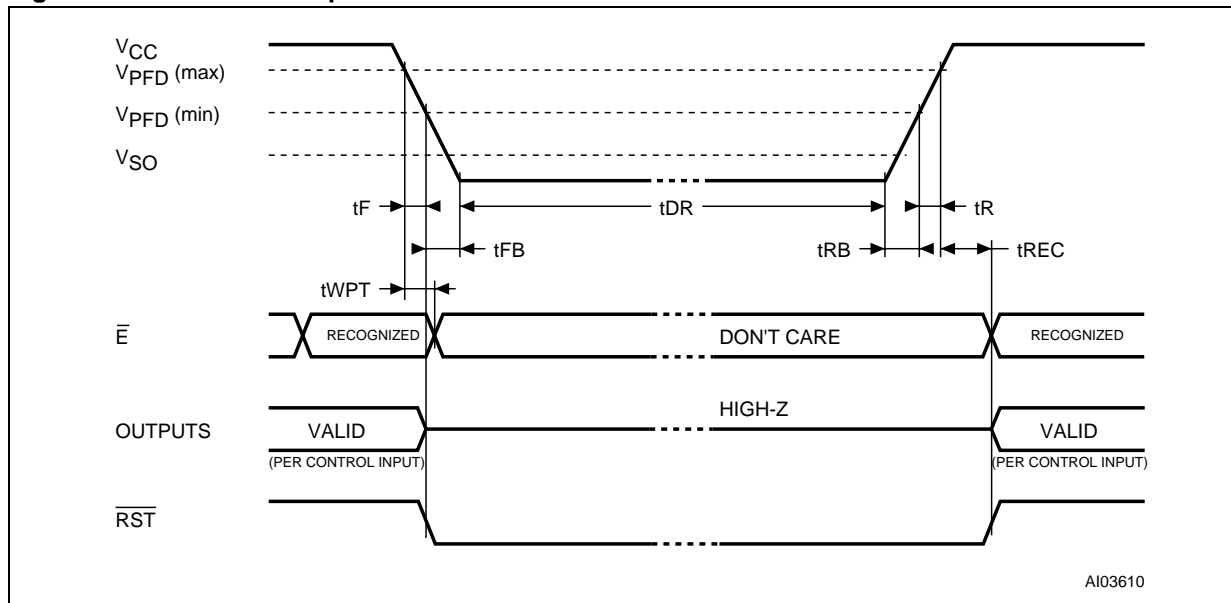 VCC
VPFD (max)
VPFD (min)
VSO
tF
tDR
tR
tFB
tRB
tREC
tWPT
E̅
RECOGNIZED
DON'T CARE
RECOGNIZED
HIGH-Z
OUTPUTS
VALID
VALID
(PER CONTROL INPUT)
(PER CONTROL INPUT)
R̅S̅T̅
AI03610